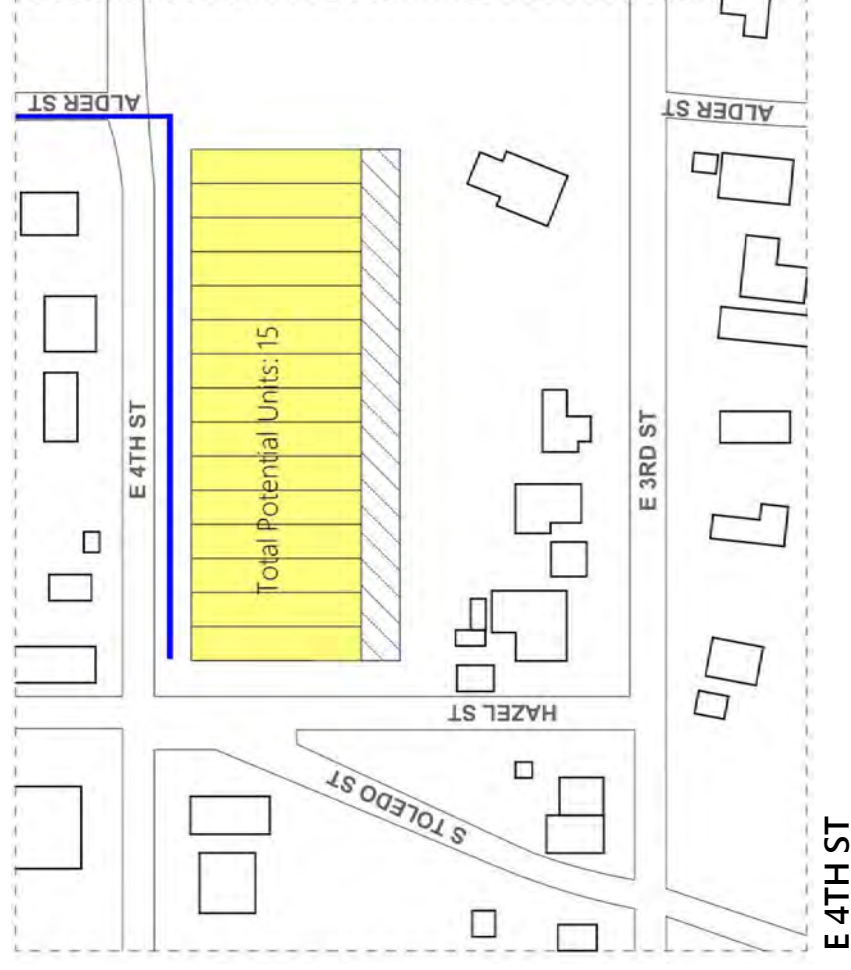 ALDER ST
ALDER ST
Total Potential Units: 15
E 4TH ST
E 3RD ST
HAZEL ST
S TOLEDO ST
E 4TH ST